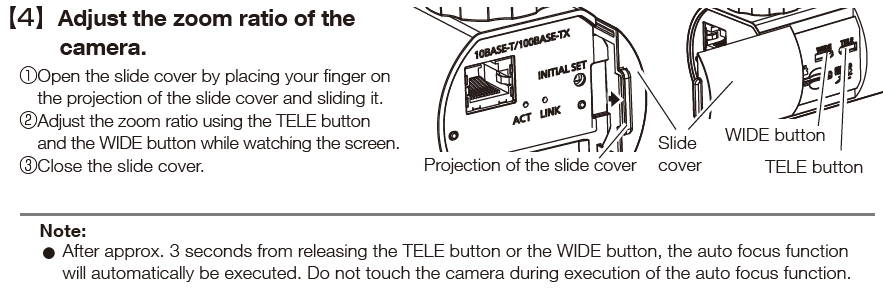 【4】Adjust the zoom ratio of the
camera.
①Open the slide cover by placing your finger on
the projection of the slide cover and sliding it.
②Adjust the zoom ratio using the TELE button
and the WIDE button while watching the screen.
③Close the slide cover.
10BASE-T/100BASE-TX
INITIAL SET
ACT LINK
Projection of the slide cover
Slide
cover
WIDE
TELE
WIDE button
TELE button
Note:
● After approx. 3 seconds from releasing the TELE button or the WIDE button, the auto focus function
will automatically be executed. Do not touch the camera during execution of the auto focus function.